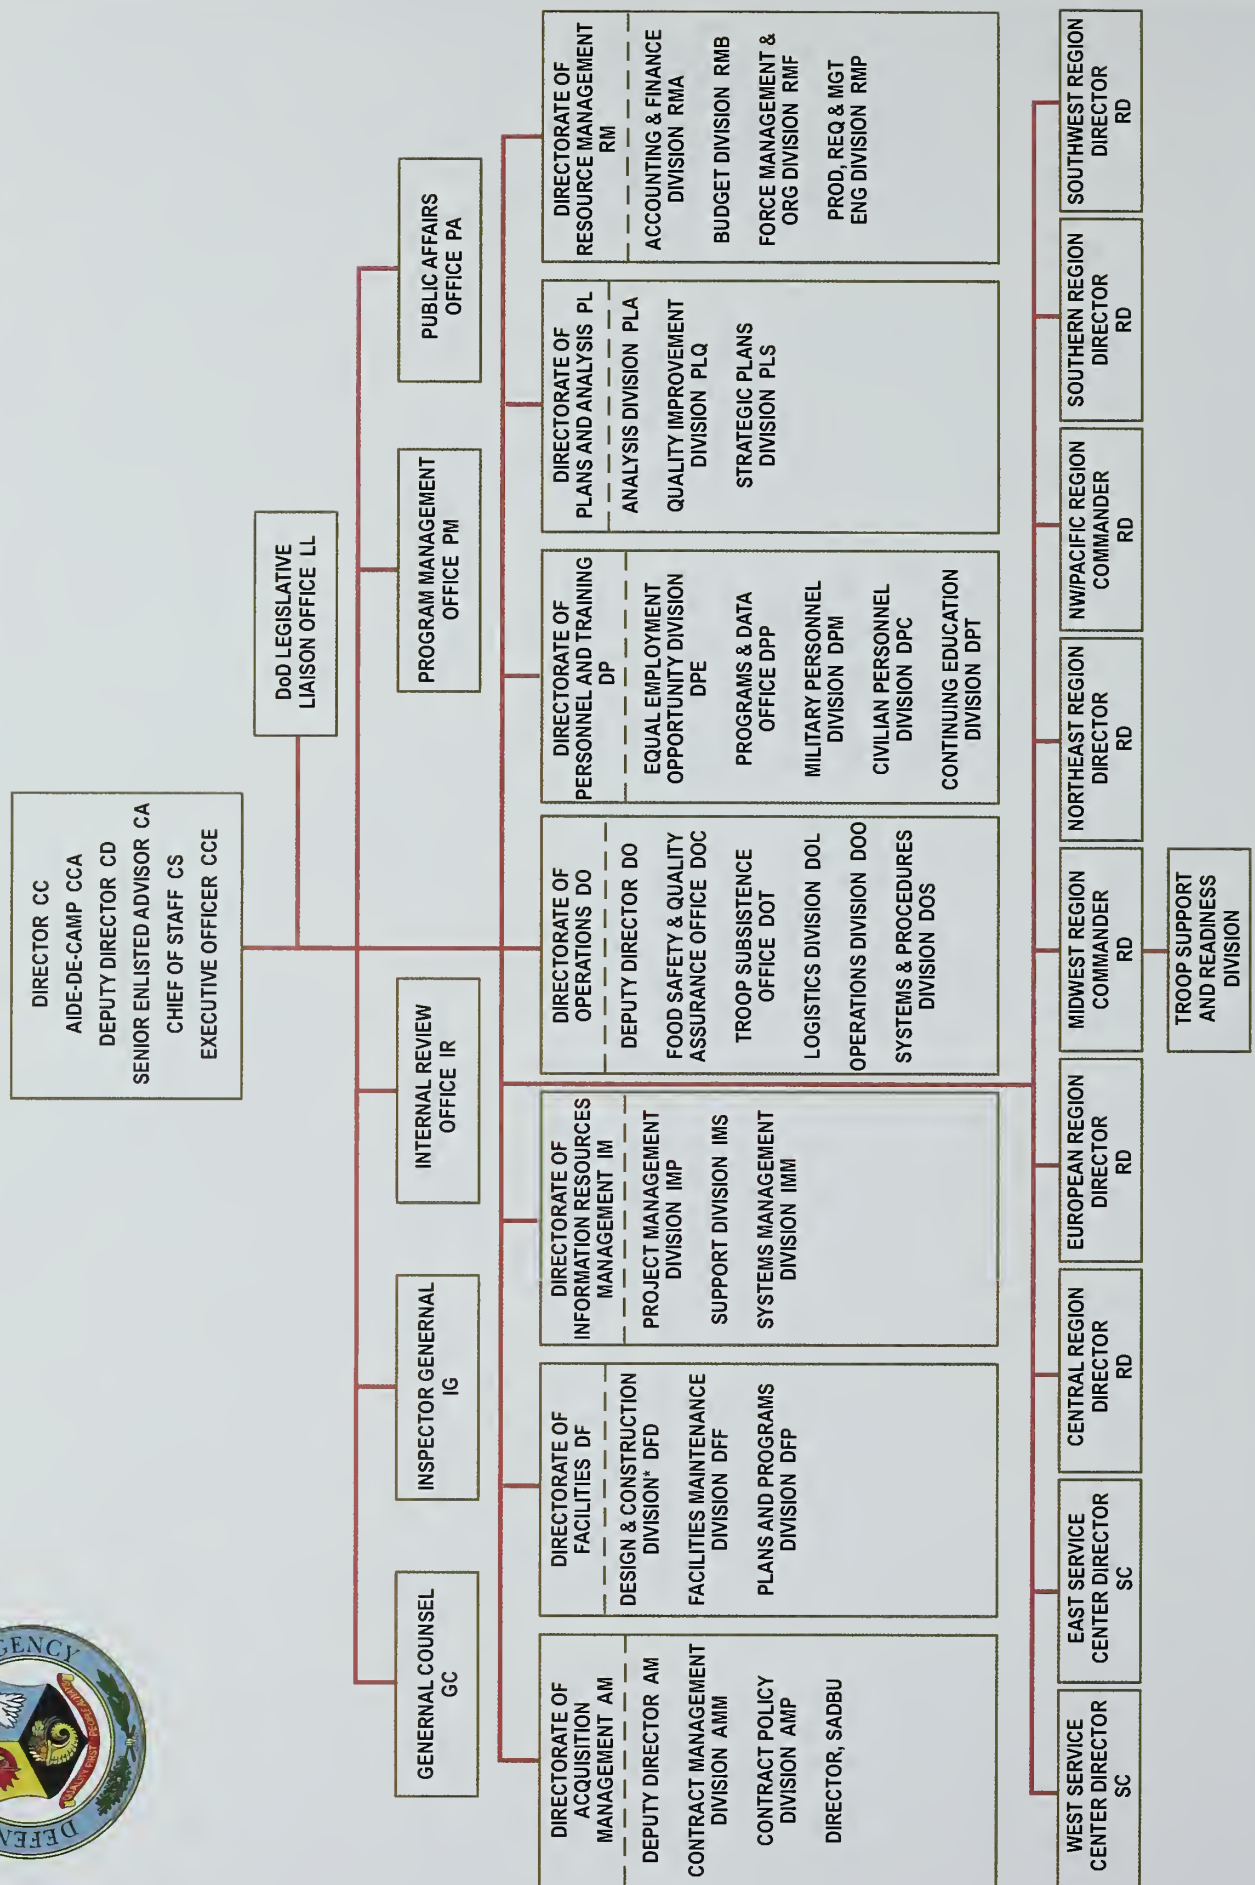 GENCY
DEFEN
QUALITY FIRST
DIRECTOR CC
AIDE-DE-CAMP CCA
DEPUTY DIRECTOR CD
SENIOR ENLISTED ADVISOR CA
CHIEF OF STAFF CS
EXECUTIVE OFFICER CCE
DoD LEGISLATIVE
LIAISON OFFICE LL
GENERNAL COUNSEL
GC
INSPECTOR GENERNAL
IG
INTERNAL REVIEW
OFFICE IR
PROGRAM MANAGEMENT
OFFICE PM
PUBLIC AFFAIRS
OFFICE PA
DIRECTORATE OF
ACQUISITION
MANAGEMENT AM
DEPUTY DIRECTOR AM
CONTRACT MANAGEMENT
DIVISION AMM
CONTRACT POLICY
DIVISION AMP
DIRECTOR, SADBU
DIRECTORATE OF
FACILITIES DF
DESIGN & CONSTRUCTION
DIVISION* DFD
FACILITIES MAINTENANCE
DIVISION DFF
PLANS AND PROGRAMS
DIVISION DFP
DIRECTORATE OF
INFORMATION RESOURCES
MANAGEMENT IM
PROJECT MANAGEMENT
DIVISION IMP
SUPPORT DIVISION IMS
SYSTEMS MANAGEMENT
DIVISION IMM
DIRECTORATE OF
OPERATIONS DO
DEPUTY DIRECTOR DO
FOOD SAFETY & QUALITY
ASSURANCE OFFICE DOC
TROOP SUBSISTENCE
OFFICE DOT
LOGISTICS DIVISION DOL
OPERATIONS DIVISION DOO
SYSTEMS & PROCEDURES
DIVISION DOS
DIRECTORATE OF
PERSONNEL AND TRAINING
DP
EQUAL EMPLOYMENT
OPPORTUNITY DIVISION
DPE
PROGRAMS & DATA
OFFICE DPP
MILITARY PERSONNEL
DIVISION DPM
CIVILIAN PERSONNEL
DIVISION DPC
CONTINUING EDUCATION
DIVISION DPT
DIRECTORATE OF
PLANS AND ANALYSIS PL
ANALYSIS DIVISION PLA
QUALITY IMPROVEMENT
DIVISION PLQ
STRATEGIC PLANS
DIVISION PLS
DIRECTORATE OF
RESOURCE MANAGEMENT
RM
ACCOUNTING & FINANCE
DIVISION RMA
BUDGET DIVISION RMB
FORCE MANAGEMENT &
ORG DIVISION RMF
PROD, REQ & MGT
ENG DIVISION RMP
WEST SERVICE
CENTER DIRECTOR
SC
EAST SERVICE
CENTER DIRECTOR
SC
CENTRAL REGION
DIRECTOR
RD
EUROPEAN REGION
DIRECTOR
RD
MIDWEST REGION
COMMANDER
RD
NORTHEAST REGION
DIRECTOR
RD
NW/PACIFIC REGION
COMMANDER
RD
SOUTHERN REGION
DIRECTOR
RD
SOUTHWEST REGION
DIRECTOR
RD
TROOP SUPPORT
AND READINESS
DIVISION